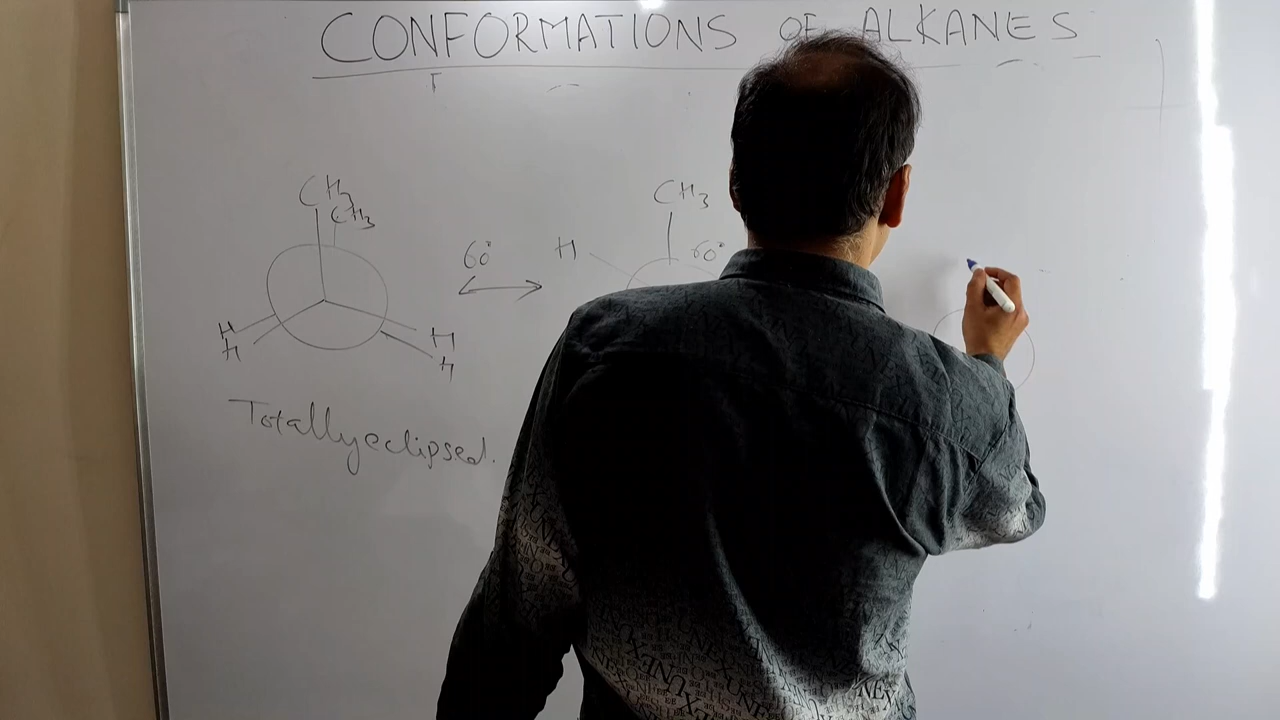 CONFORMATIONS OF ALKANES
CH3
CH3
H
H
H
H
Totally eclipsed.
60°
CH3
H
60°